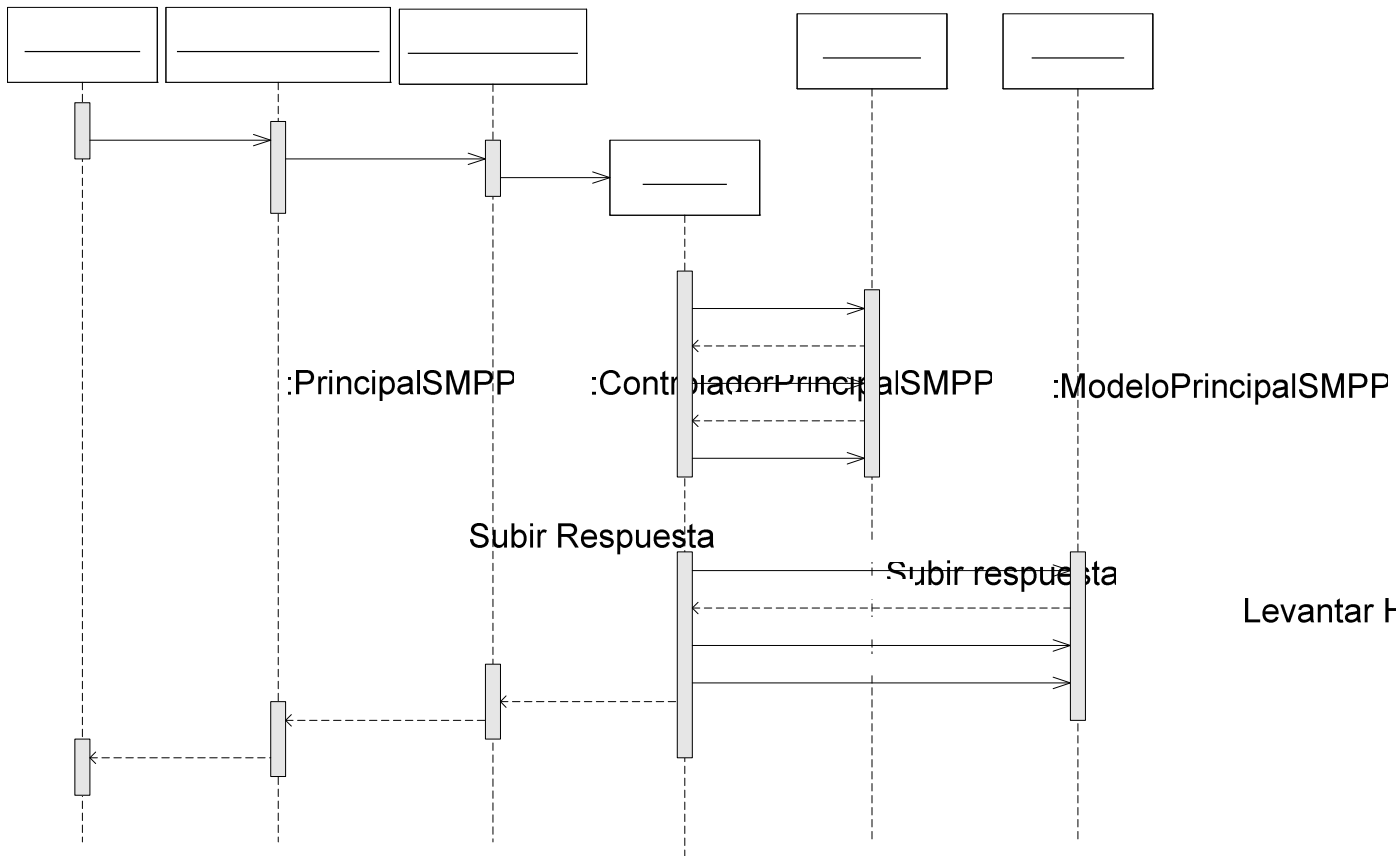 :PrincipalSMPP
:ControladorPrincipalSMPP
:ModeloPrincipalSMPP
Subir Respuesta
Subir respuesta
Levantar H